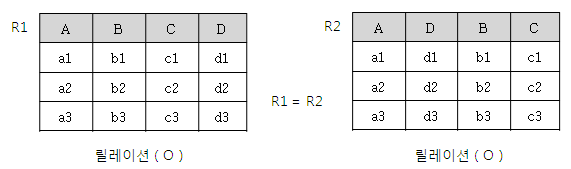 R1
A B C D
a1 b1 c1 d1
a2 b2 c2 d2
a3 b3 c3 d3
릴레이션 ( O )
R1 = R2
R2
A D B C
a1 d1 b1 c1
a2 d2 b2 c2
a3 d3 b3 c3
릴레이션 ( O )